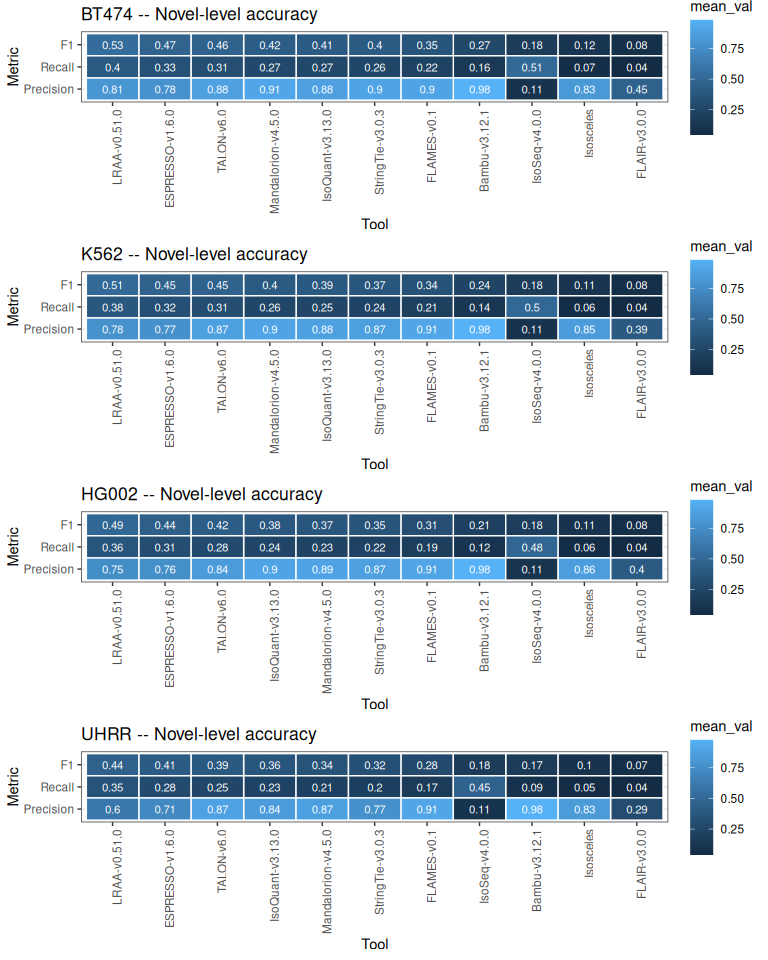 BT474 -- Novel-level accuracy
Metric
F1 0.53 0.47 0.46 0.42 0.41 0.4 0.35 0.27 0.18 0.12 0.08
Recall 0.4 0.33 0.31 0.27 0.27 0.26 0.22 0.16 0.51 0.07 0.04
Precision 0.81 0.78 0.88 0.91 0.88 0.9 0.9 0.98 0.11 0.83 0.45
LRAA-v0.51.0 ESPRESSO-v1.6.0 TALON-v6.0 Mandalorion-v4.5.0 IsoQuant-v3.13.0 StringTie-v3.0.3 FLAMES-v0.1 Bambu-v3.12.1 IsoSeq-v4.0.0 Isosceles FLAIR-v3.0.0
Tool
mean_val
0.75
0.50
0.25
K562 -- Novel-level accuracy
Metric
F1 0.51 0.45 0.45 0.4 0.39 0.37 0.34 0.24 0.18 0.11 0.08
Recall 0.38 0.32 0.31 0.26 0.25 0.24 0.21 0.14 0.5 0.06 0.04
Precision 0.78 0.77 0.87 0.9 0.88 0.87 0.91 0.98 0.11 0.85 0.39
LRAA-v0.51.0 ESPRESSO-v1.6.0 TALON-v6.0 Mandalorion-v4.5.0 IsoQuant-v3.13.0 StringTie-v3.0.3 FLAMES-v0.1 Bambu-v3.12.1 IsoSeq-v4.0.0 Isosceles FLAIR-v3.0.0
Tool
mean_val
0.75
0.50
0.25
HG002 -- Novel-level accuracy
Metric
F1 0.49 0.44 0.42 0.38 0.37 0.35 0.31 0.21 0.18 0.11 0.08
Recall 0.36 0.31 0.28 0.24 0.23 0.22 0.19 0.12 0.48 0.06 0.04
Precision 0.75 0.76 0.84 0.9 0.89 0.87 0.91 0.98 0.11 0.86 0.4
LRAA-v0.51.0 ESPRESSO-v1.6.0 TALON-v6.0 IsoQuant-v3.13.0 Mandalorion-v4.5.0 StringTie-v3.0.3 FLAMES-v0.1 Bambu-v3.12.1 IsoSeq-v4.0.0 Isosceles FLAIR-v3.0.0
Tool
mean_val
0.75
0.50
0.25
UHRR -- Novel-level accuracy
Metric
F1 0.44 0.41 0.39 0.36 0.34 0.32 0.28 0.18 0.17 0.1 0.07
Recall 0.35 0.28 0.25 0.23 0.21 0.2 0.17 0.45 0.09 0.05 0.04
Precision 0.6 0.71 0.87 0.84 0.87 0.77 0.91 0.11 0.98 0.83 0.29
LRAA-v0.51.0 ESPRESSO-v1.6.0 TALON-v6.0 IsoQuant-v3.13.0 Mandalorion-v4.5.0 StringTie-v3.0.3 FLAMES-v0.1 IsoSeq-v4.0.0 Bambu-v3.12.1 Isosceles FLAIR-v3.0.0
Tool
mean_val
0.75
0.50
0.25